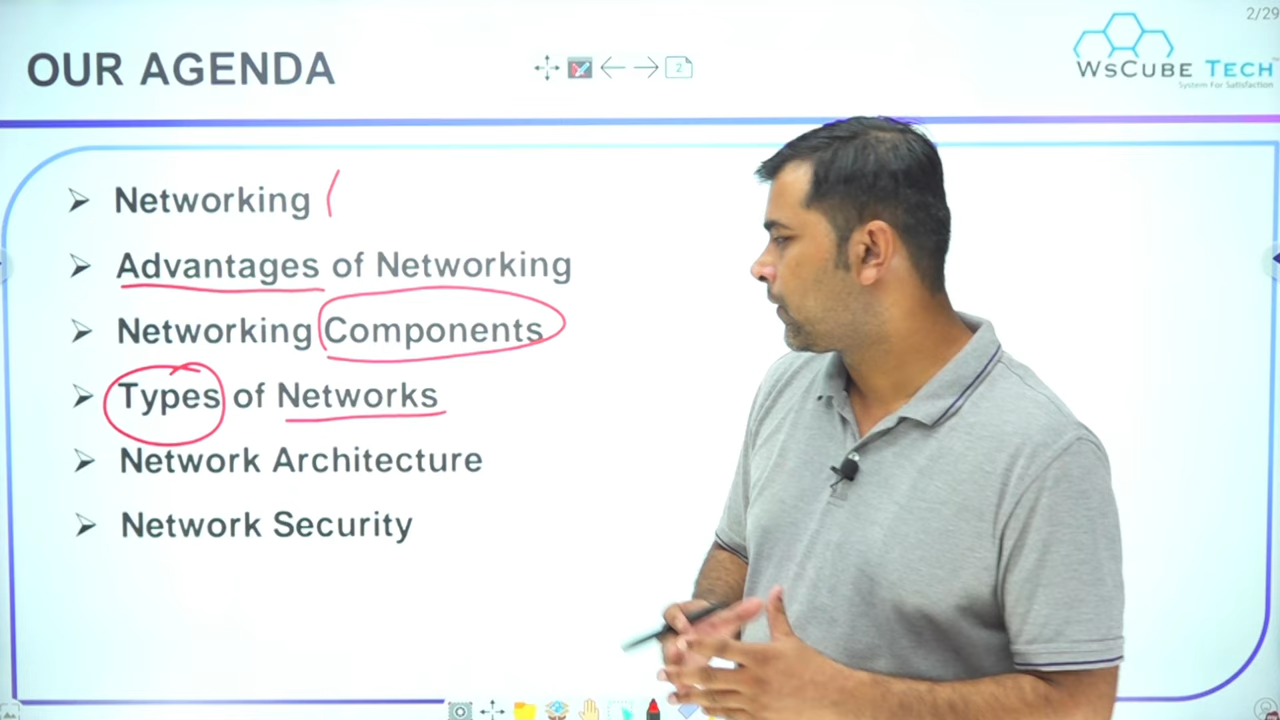 2/29
OUR AGENDA
2
WsCube Tech
System For Satisfaction
Networking
Advantages of Networking
Networking Components
Types of Networks
Network Architecture
Network Security